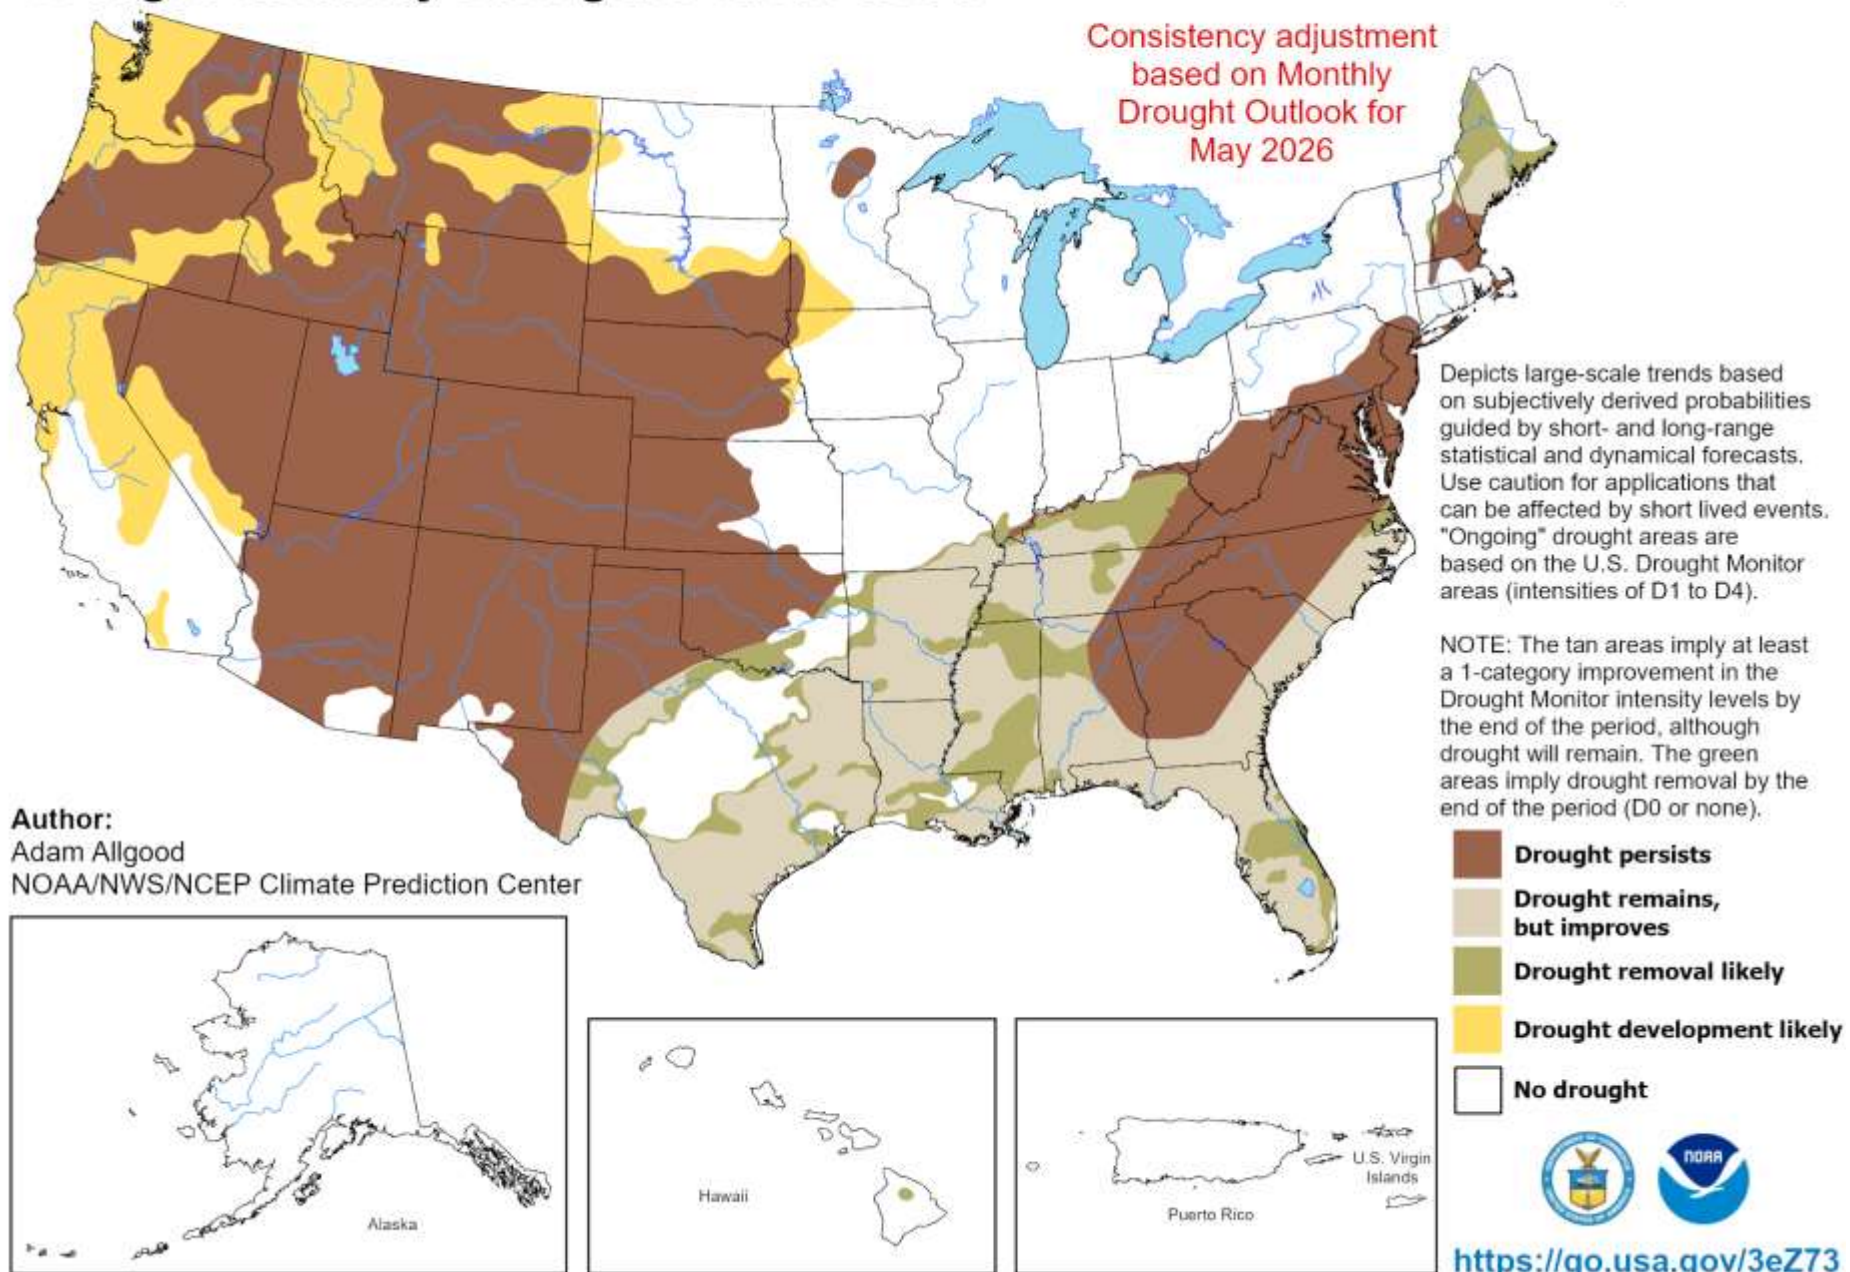 Consistency adjustment
based on Monthly
Drought Outlook for
May 2026
Depicts large-scale trends based
on subjectively derived probabilities
guided by short- and long-range
statistical and dynamical forecasts.
Use caution for applications that
can be affected by short lived events.
"Ongoing" drought areas are
based on the U.S. Drought Monitor
areas (intensities of D1 to D4).
NOTE: The tan areas imply at least
a 1-category improvement in the
Drought Monitor intensity levels by
the end of the period, although
drought will remain. The green
areas imply drought removal by the
end of the period (D0 or none).
Author:
Adam Allgood
NOAA/NWS/NCEP Climate Prediction Center
Drought persists
Drought remains,
but improves
Drought removal likely
Drought development likely
No drought
Alaska
Hawaii
Puerto Rico
U.S. Virgin
Islands
NOAA
https://go.usa.gov/3eZ73